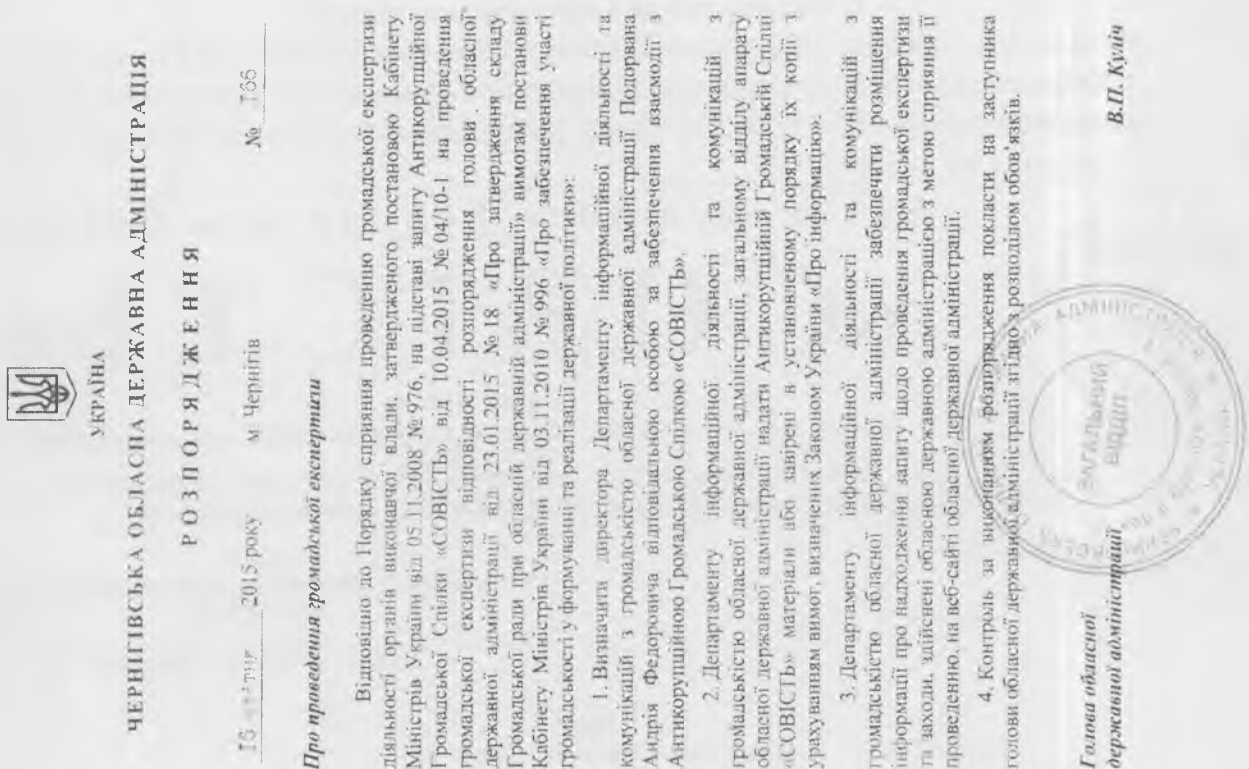 УКРАЇНА
ЧЕРНІГІВСЬКА ОБЛАСНА ДЕРЖАВНА АДМІНІСТРАЦІЯ
РОЗПОРЯДЖЕННЯ
16 2015 року м. Чернігів № 166
Про проведення громадської експертизи
Відповідно до Порядку сприяння проведенню громадської експертизи
діяльності органів виконавчої влади, затвердженого постановою Кабінету
Міністрів України від 05.11.2008 № 976, на підставі запиту Антикорупційної
Громадської Спілки «СОВІСТЬ» від 10.04.2015 № 04/10-1 на проведення
громадської експертизи відповідності розпорядження голови обласної
державної адміністрації від 23.01.2015 № 18 «Про затвердження складу
Громадської ради при обласній державній адміністрації» вимогам постанови
Кабінету Міністрів України від 03.11.2010 № 996 «Про забезпечення участі
громадськості у формуванні та реалізації державної політики»:
1. Визначити директора Департаменту інформаційної діяльності та
комунікацій з громадськістю обласної державної адміністрації Подорвана
Андрія Федоровича відповідальною особою за забезпечення взаємодії з
Антикорупційною Громадською Спілкою «СОВІСТЬ».
2. Департаменту інформаційної діяльності та комунікацій з
громадськістю обласної державної адміністрації, загальному відділу апарату
обласної державної адміністрації надати Антикорупційній Громадській Спілці
«СОВІСТЬ» матеріали або завірені в установленому порядку їх копії з
урахуванням вимог, визначених Законом України «Про інформацію».
3. Департаменту інформаційної діяльності та комунікацій з
громадськістю обласної державної адміністрації забезпечити розміщення
інформації про надходження запиту щодо проведення громадської експертизи
та заходи, здійснені обласною державною адміністрацією з метою сприяння її
проведенню, на веб-сайті обласної державної адміністрації.
4. Контроль за виконанням розпорядження покласти на заступника
голови обласної державної адміністрації згідно з розподілом обов'язків.
Голова обласної
державної адміністрації В.П. Куліч
ЗАГАЛЬНИЙ
ВІДДІЛ